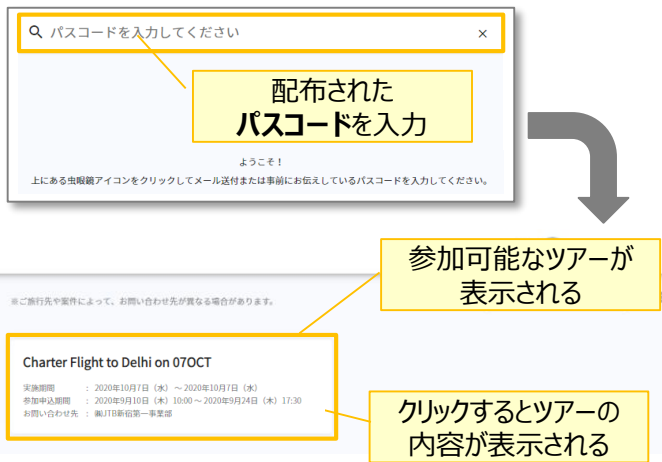 パスコードを入力してください ×
配布された
パスコードを入力
ようこそ！
上にある虫眼鏡アイコンをクリックしてメール送付または事前にお伝えしているパスコードを入力してください。
参加可能なツアーが
表示される
※ご旅行先や案件によって、お問い合わせ先が異なる場合があります。
Charter Flight to Delhi on 07OCT
実施期間 : 2020年10月7日（水）～2020年10月7日（水）
参加申込期間 : 2020年9月10日（木）10:00～2020年9月24日（木）17:30
お問い合わせ先 : ㈱JTB新宿第一事業部
クリックするとツアーの
内容が表示される